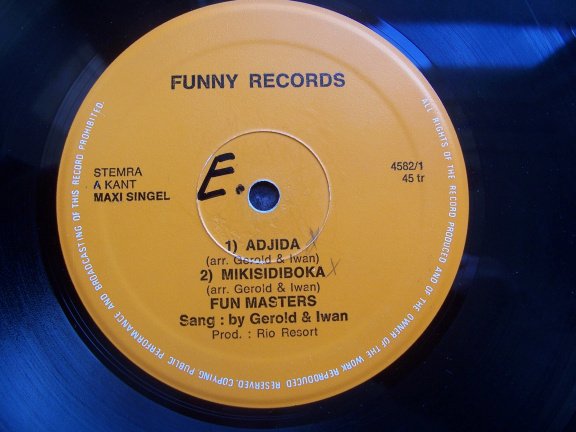 FUNNY RECORDS
STEMRA
A KANT
MAXI SINGEL
E.
4582/1
45 tr
1) ADJIDA X
(arr. Gerold & Iwan)
2) MIKISIDIBOKA X
(arr. Gerold & Iwan)
FUN MASTERS
Sang : by Gerold & Iwan
Prod. : Rio Resort
ALL RIGHTS OF THE RECORD PRODUCED AND OF THE OWNER OF THE WORK REPRODUCED RESERVED. COPYING PUBLIC PERFORMANCE AND BROADCASTING OF THIS RECORD PROHIBITED.